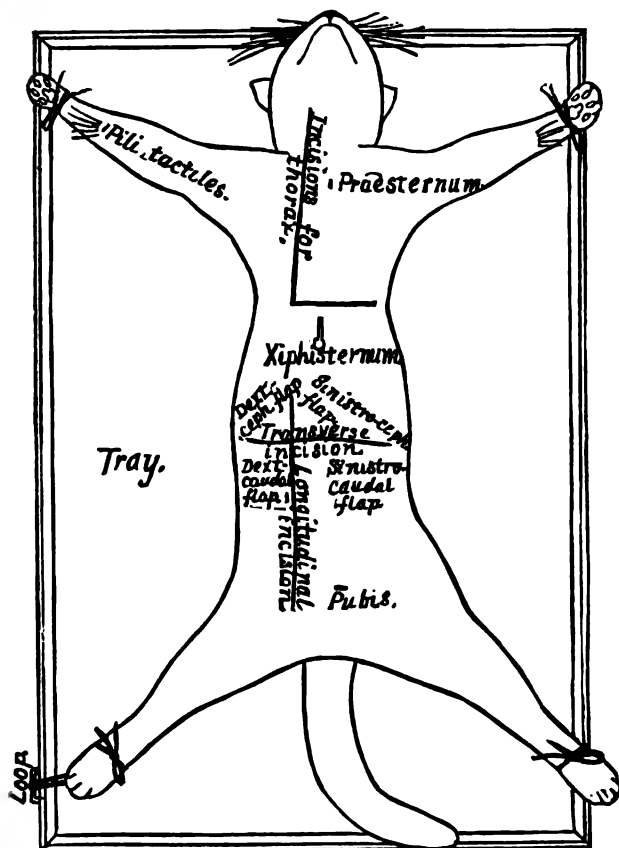 Pili tactiles.
Incisions for
thorax.
Praesternum
Xiphisternum
Dext-
ceph-flap
Sinistro-ceph-
flap
Transverse
incision
Dext-
caudal
flap
Sinistro-
caudal
flap
Longitudinal
incision
Tray.
Pubis.
Loop